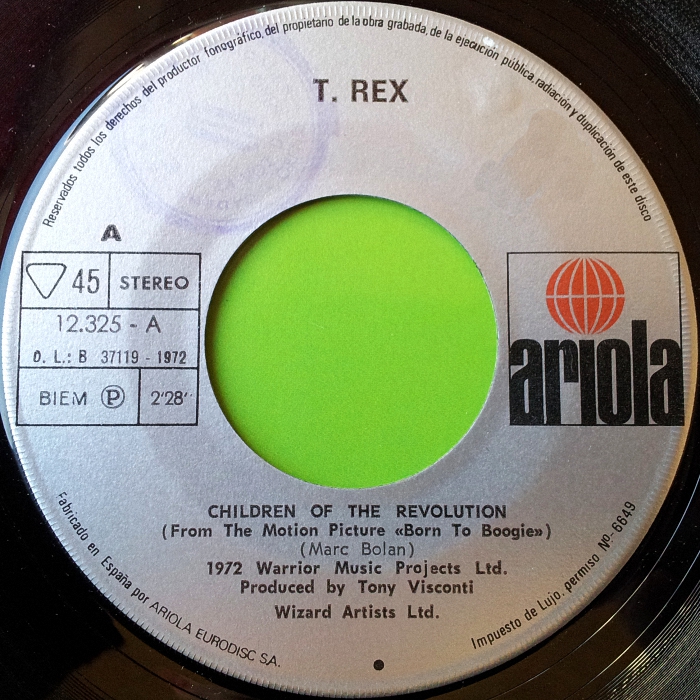 Reservados todos los derechos del productor fonográfico, del propietario de la obra grabada, de la ejecución pública, radiación y duplicación de este disco
T. REX
A
45 STEREO
12.325 - A
D. L.: B 37119 - 1972
BIEM Ⓟ 2'28''
ariola
CHILDREN OF THE REVOLUTION
(From The Motion Picture «Born To Boogie»)
(Marc Bolan)
1972 Warrior Music Projects Ltd.
Produced by Tony Visconti
Wizard Artists Ltd.
Fabricado en España por ARIOLA EURODISC S.A.
Impuesto de Lujo, permiso Nº- 6649